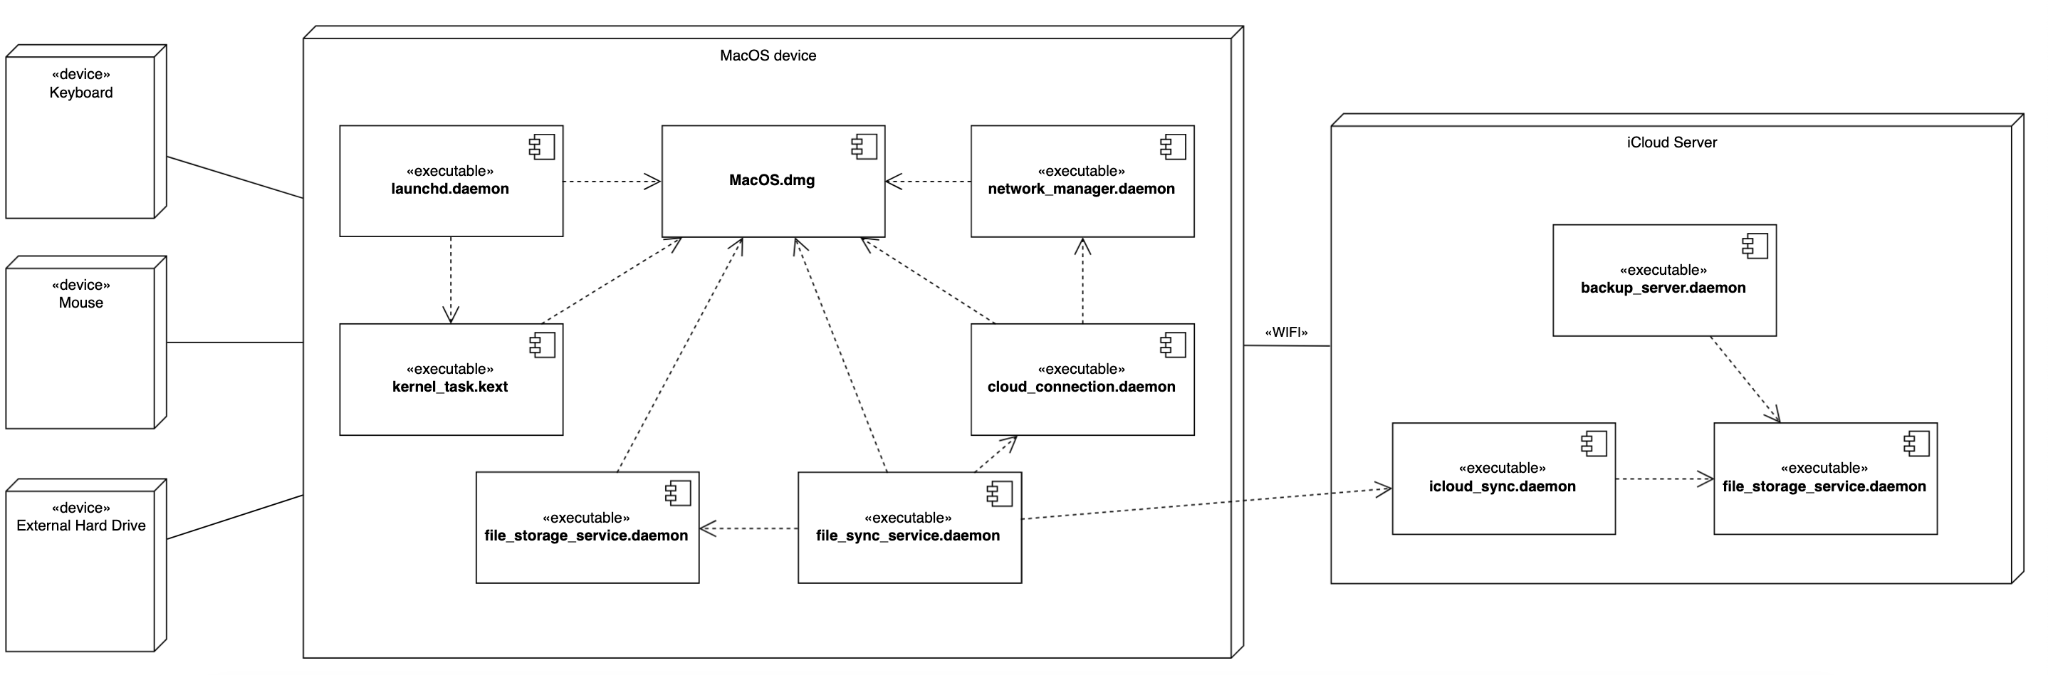 «device»
Keyboard
«device»
Mouse
«device»
External Hard Drive
MacOS device
«executable»
launchd.daemon
MacOS.dmg
«executable»
network_manager.daemon
«executable»
kernel_task.kext
«executable»
cloud_connection.daemon
«executable»
file_storage_service.daemon
«executable»
file_sync_service.daemon
«WIFI»
iCloud Server
«executable»
backup_server.daemon
«executable»
icloud_sync.daemon
«executable»
file_storage_service.daemon